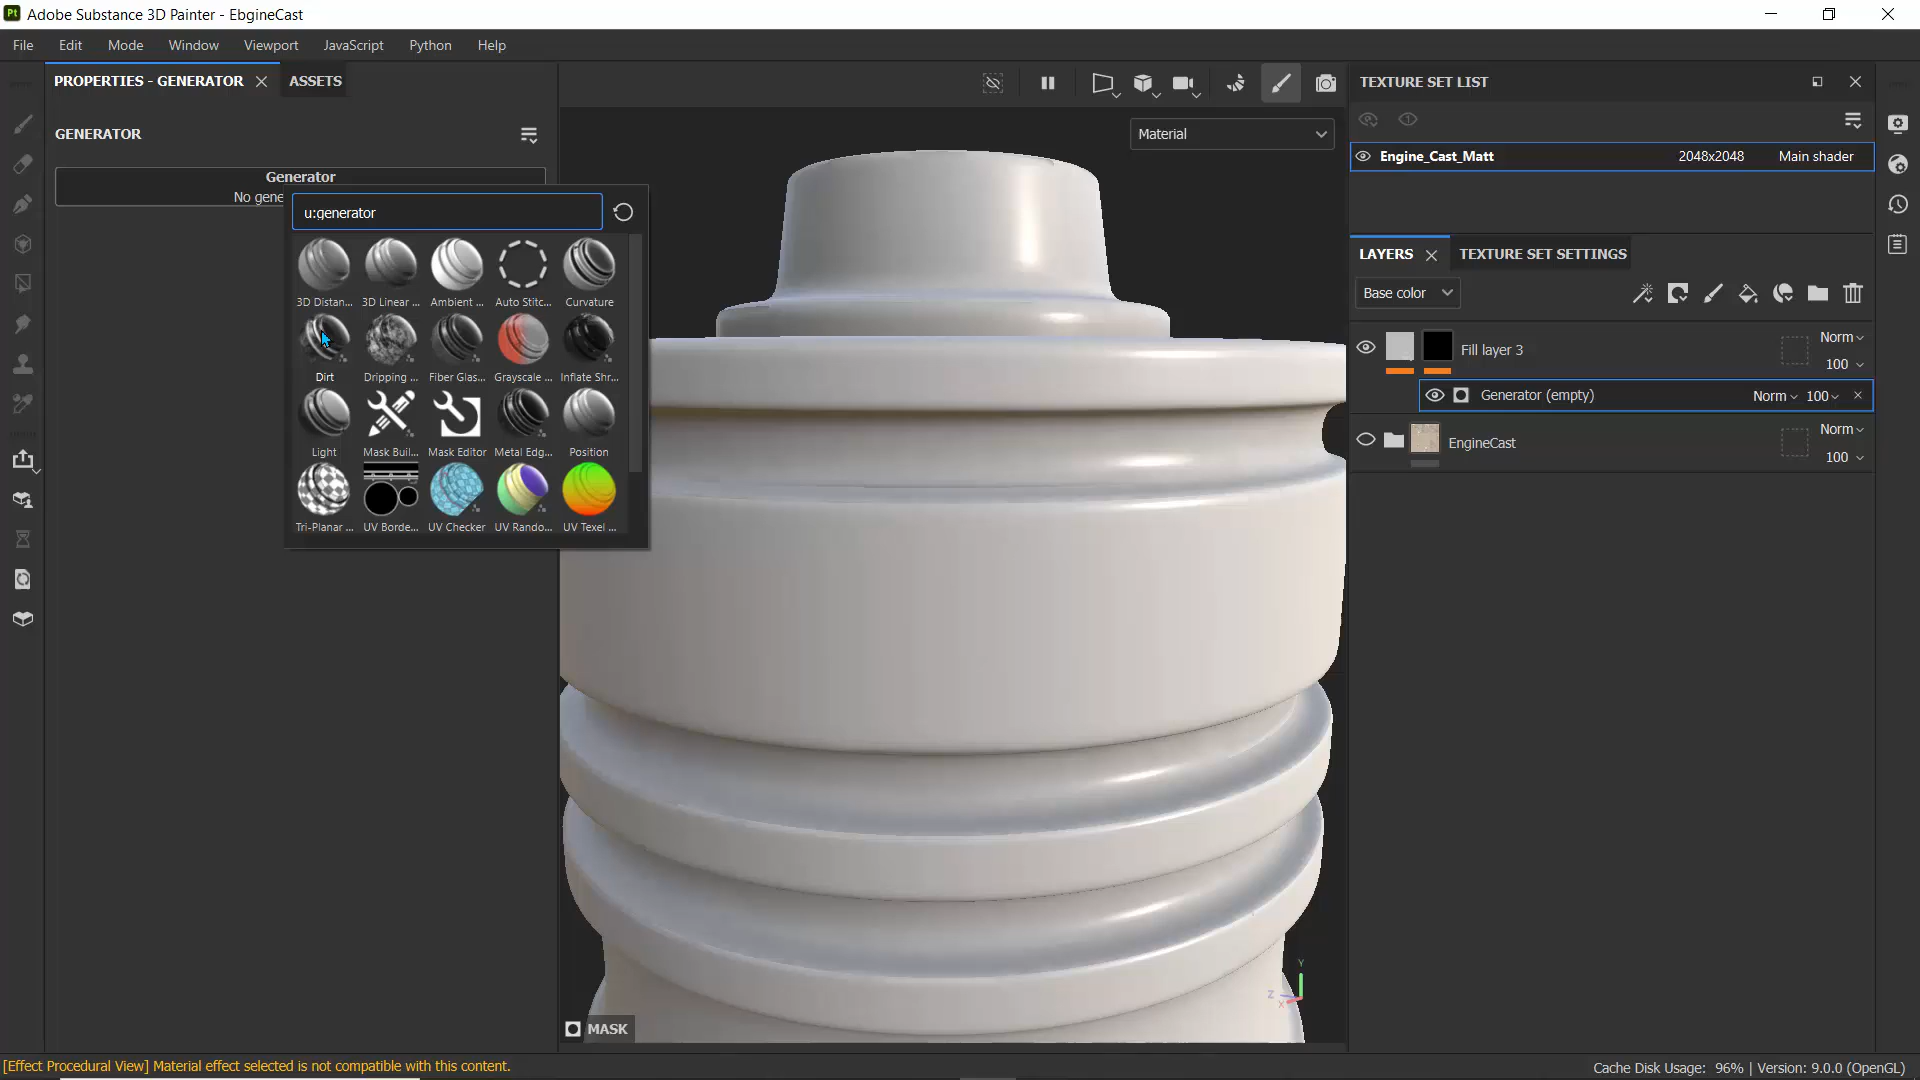 Pt Adobe Substance 3D Painter - EbgineCast
File Edit Mode Window Viewport JavaScript Python Help
PROPERTIES - GENERATOR
ASSETS
GENERATOR
Generator
No gene
u:generator
3D Distan... 3D Linear ... Ambient ... Auto Stitc... Curvature
Dirt Dripping ... Fiber Glas... Grayscale ... Inflate Shr...
Light Mask Buil... Mask Editor Metal Edg... Position
Tri-Planar ... UV Borde... UV Checker UV Rando... UV Texel ...
Material
Y
Z
X
MASK
TEXTURE SET LIST
Engine_Cast_Matt 2048x2048 Main shader
LAYERS
TEXTURE SET SETTINGS
Base color
Fill layer 3 Norm
100
Generator (empty) Norm 100
EngineCast Norm
100
[Effect Procedural View] Material effect selected is not compatible with this content.
Cache Disk Usage: 96% | Version: 9.0.0 (OpenGL)